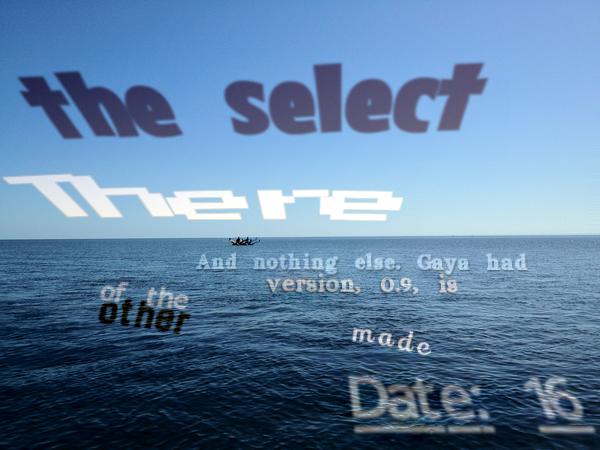 the select
There
And nothing else. Gaya had
version, 0.9, is
of the
other
made
Date: 16